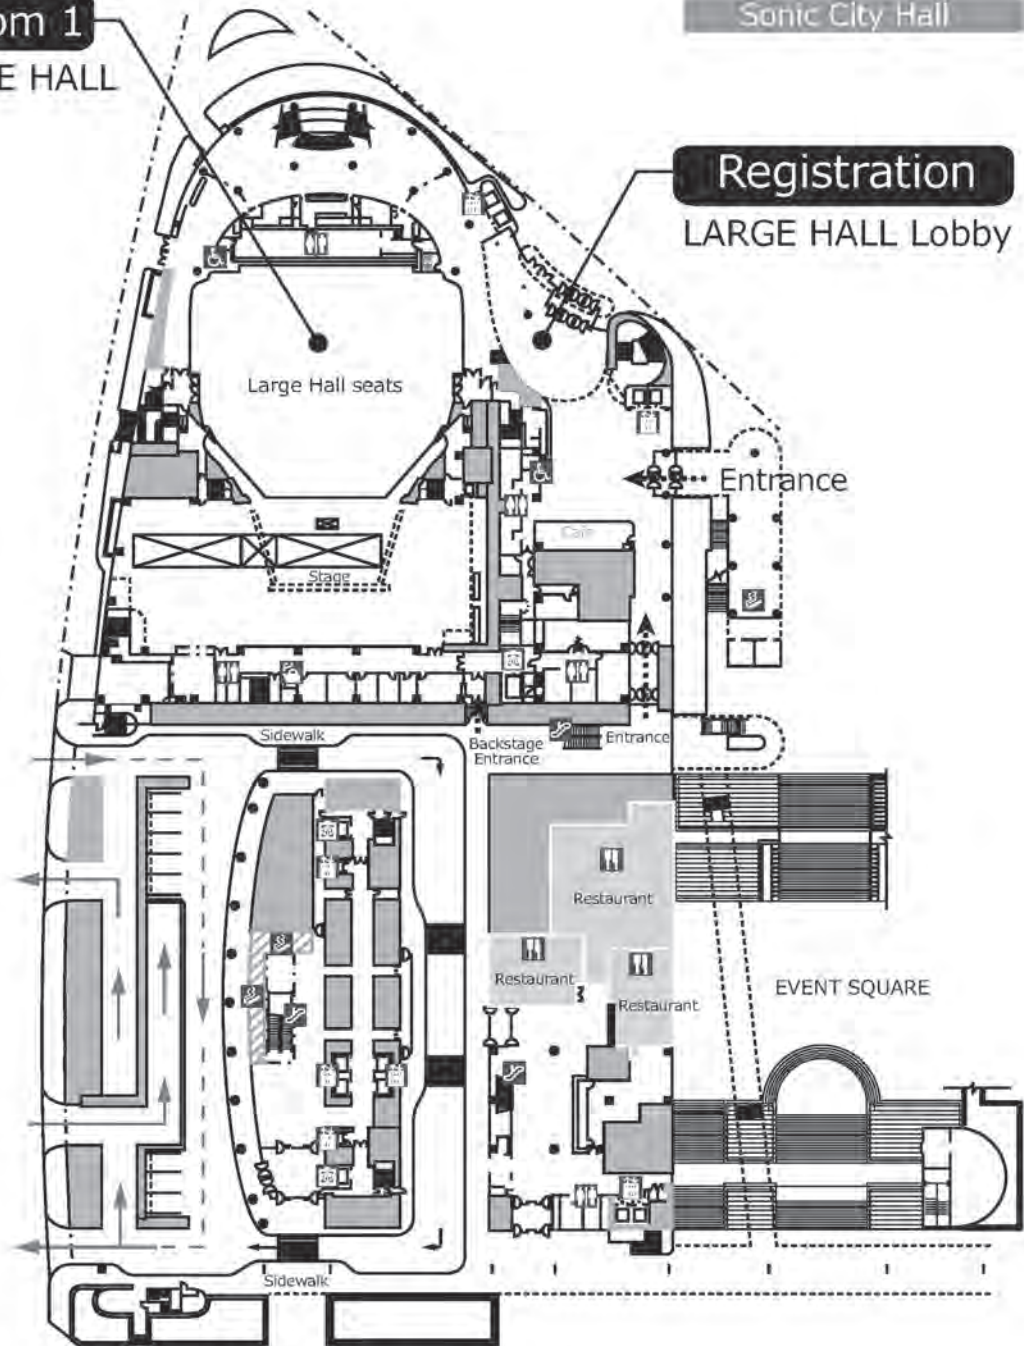 Sonic City Hall
om 1
E HALL
Registration
LARGE HALL Lobby
Large Hall seats
Entrance
Cafe
Stage
Sidewalk
Backstage
Entrance
Entrance
Restaurant
Restaurant
Restaurant
EVENT SQUARE
Sidewalk